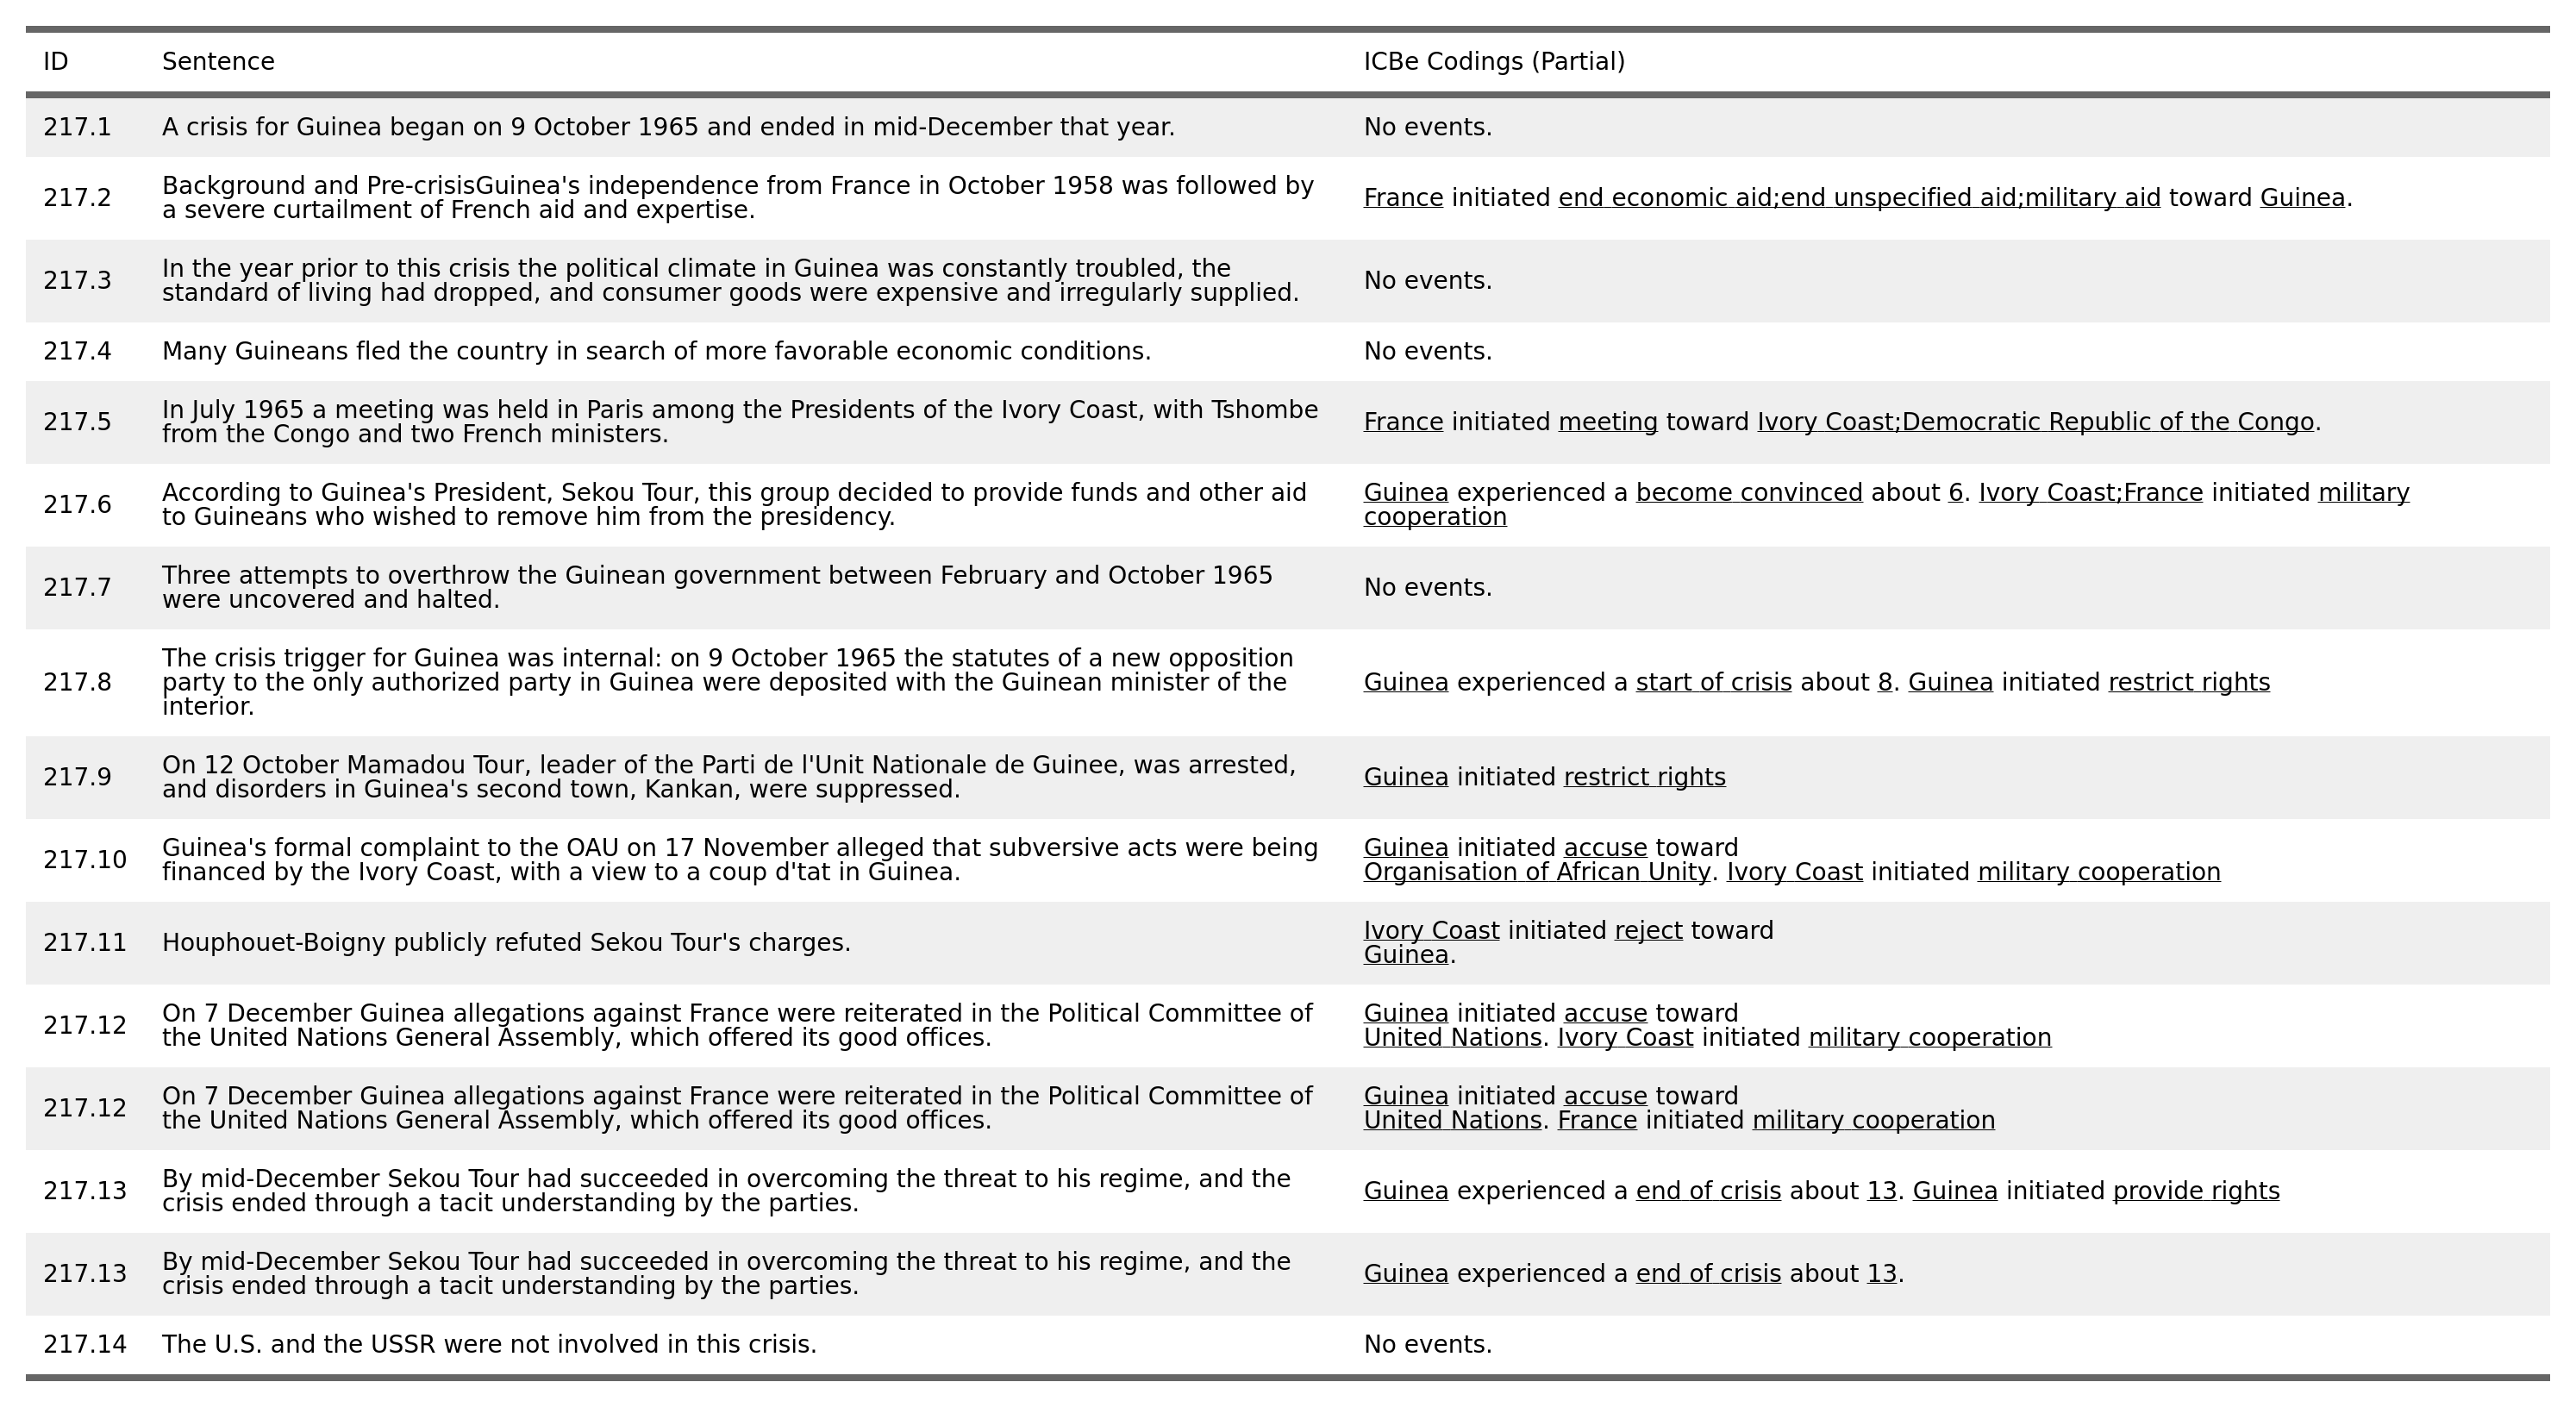 ID Sentence ICBe Codings (Partial)
217.1 A crisis for Guinea began on 9 October 1965 and ended in mid-December that year. No events.
217.2 Background and Pre-crisisGuinea's independence from France in October 1958 was followed by
a severe curtailment of French aid and expertise.
France initiated end economic aid;end unspecified aid;military aid toward Guinea.
217.3 In the year prior to this crisis the political climate in Guinea was constantly troubled, the
standard of living had dropped, and consumer goods were expensive and irregularly supplied.
No events.
217.4 Many Guineans fled the country in search of more favorable economic conditions. No events.
217.5 In July 1965 a meeting was held in Paris among the Presidents of the Ivory Coast, with Tshombe
from the Congo and two French ministers.
France initiated meeting toward Ivory Coast;Democratic Republic of the Congo.
217.6 According to Guinea's President, Sekou Tour, this group decided to provide funds and other aid
to Guineans who wished to remove him from the presidency.
Guinea experienced a become convinced about 6. Ivory Coast;France initiated military
cooperation
217.7 Three attempts to overthrow the Guinean government between February and October 1965
were uncovered and halted.
No events.
217.8 The crisis trigger for Guinea was internal: on 9 October 1965 the statutes of a new opposition
party to the only authorized party in Guinea were deposited with the Guinean minister of the
interior.
Guinea experienced a start of crisis about 8. Guinea initiated restrict rights
217.9 On 12 October Mamadou Tour, leader of the Parti de l'Unit Nationale de Guinee, was arrested,
and disorders in Guinea's second town, Kankan, were suppressed.
Guinea initiated restrict rights
217.10 Guinea's formal complaint to the OAU on 17 November alleged that subversive acts were being
financed by the Ivory Coast, with a view to a coup d'tat in Guinea.
Guinea initiated accuse toward
Organisation of African Unity. Ivory Coast initiated military cooperation
217.11 Houphouet-Boigny publicly refuted Sekou Tour's charges.
Ivory Coast initiated reject toward
Guinea.
217.12 On 7 December Guinea allegations against France were reiterated in the Political Committee of
the United Nations General Assembly, which offered its good offices.
Guinea initiated accuse toward
United Nations. Ivory Coast initiated military cooperation
217.12 On 7 December Guinea allegations against France were reiterated in the Political Committee of
the United Nations General Assembly, which offered its good offices.
Guinea initiated accuse toward
United Nations. France initiated military cooperation
217.13 By mid-December Sekou Tour had succeeded in overcoming the threat to his regime, and the
crisis ended through a tacit understanding by the parties.
Guinea experienced a end of crisis about 13. Guinea initiated provide rights
217.13 By mid-December Sekou Tour had succeeded in overcoming the threat to his regime, and the
crisis ended through a tacit understanding by the parties.
Guinea experienced a end of crisis about 13.
217.14 The U.S. and the USSR were not involved in this crisis. No events.